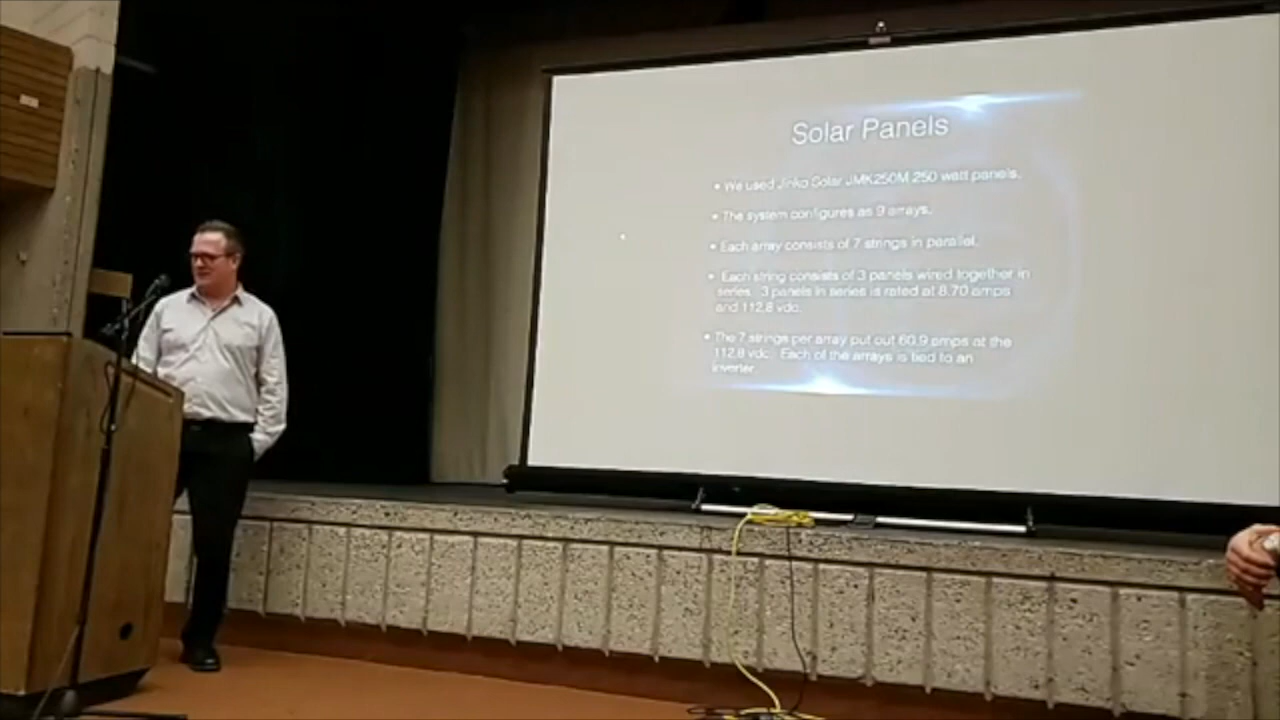 Solar Panels
• We used Jinko Solar JMK250M 250 watt panels.
• The system configures as 9 arrays.
• Each array consists of 7 strings in parallel.
• Each string consists of 3 panels wired together in
series. 3 panels in series is rated at 8.70 amps
and 112.8 vdc.
• The 7 strings per array put out 60.9 amps at the
112.8 vdc. Each of the arrays is tied to an
inverter.